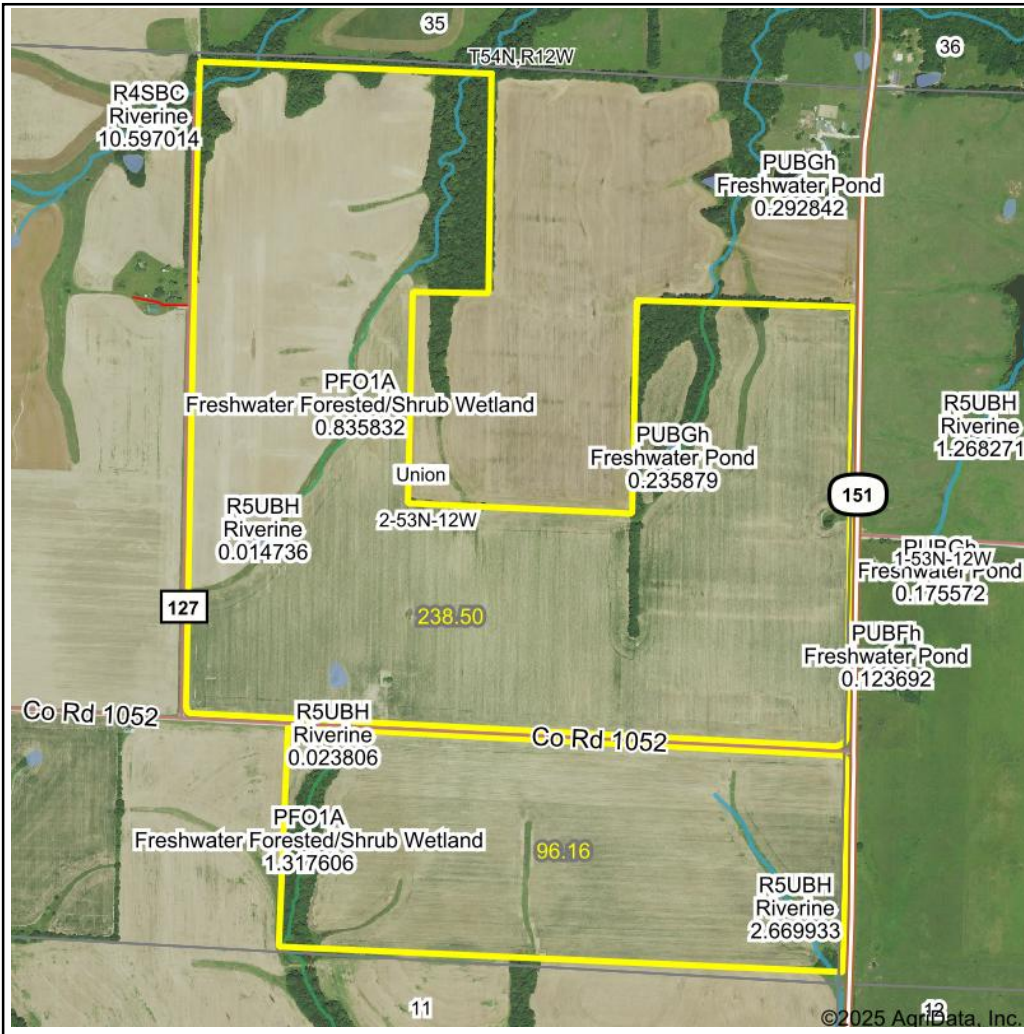 35
T54N,R12W
36
R4SBC
Riverine
10.597014
PUBGh
Freshwater Pond
0.292842
PFO1A
Freshwater Forested/Shrub Wetland
0.835832
R5UBH
Riverine
1.268271
PUBGh
Freshwater Pond
0.235879
Union
151
2-53N-12W
R5UBH
Riverine
0.014736
PUBGh
1-53N-12W
Freshwater Pond
0.175572
127
238.50
PUBFh
Freshwater Pond
0.123692
Co Rd 1052
R5UBH
Riverine
0.023806
Co Rd 1052
PFO1A
Freshwater Forested/Shrub Wetland
1.317606
96.16
R5UBH
Riverine
2.669933
11
12
©2025 AgriData, Inc.